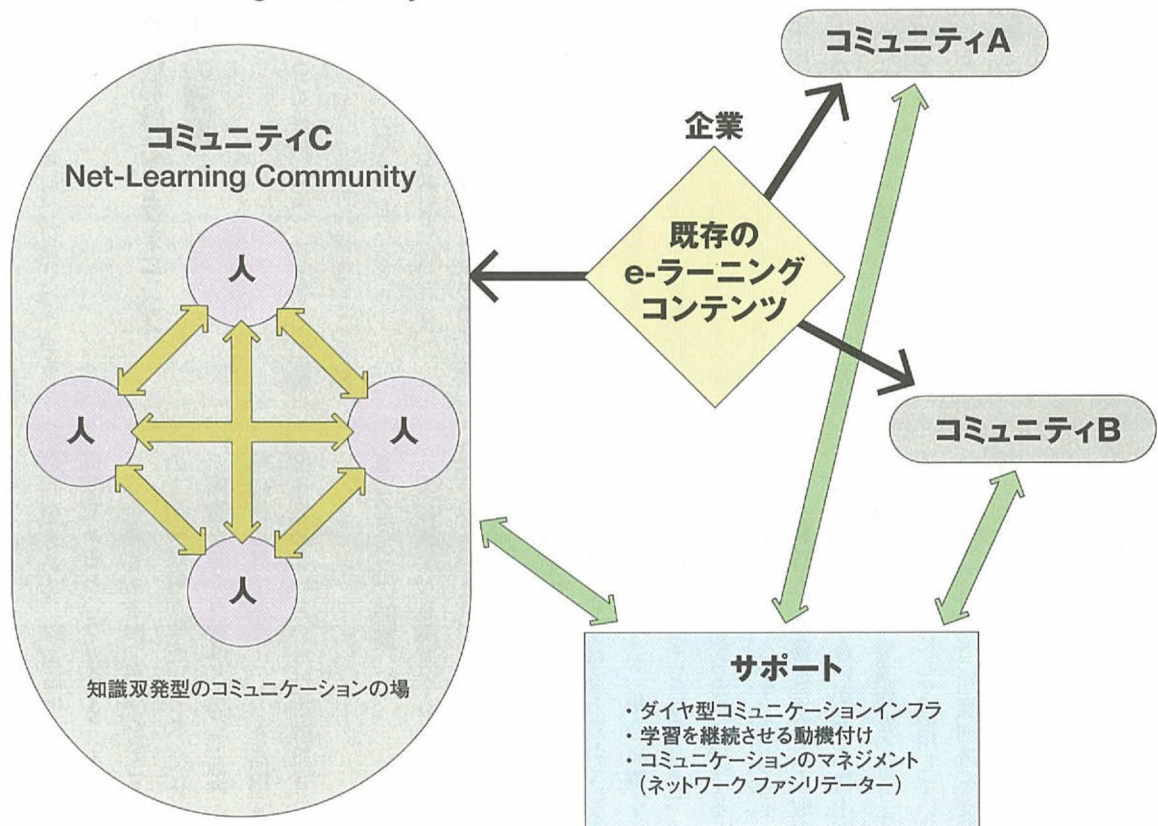 コミュニティC
Net-Learning Community
人
人
人
人
知識双発型のコミュニケーションの場
企業
既存の
e-ラーニング
コンテンツ
コミュニティA
コミュニティB
サポート
・ダイヤ型コミュニケーションインフラ
・学習を継続させる動機付け
・コミュニケーションのマネジメント
(ネットワーク ファシリテーター)